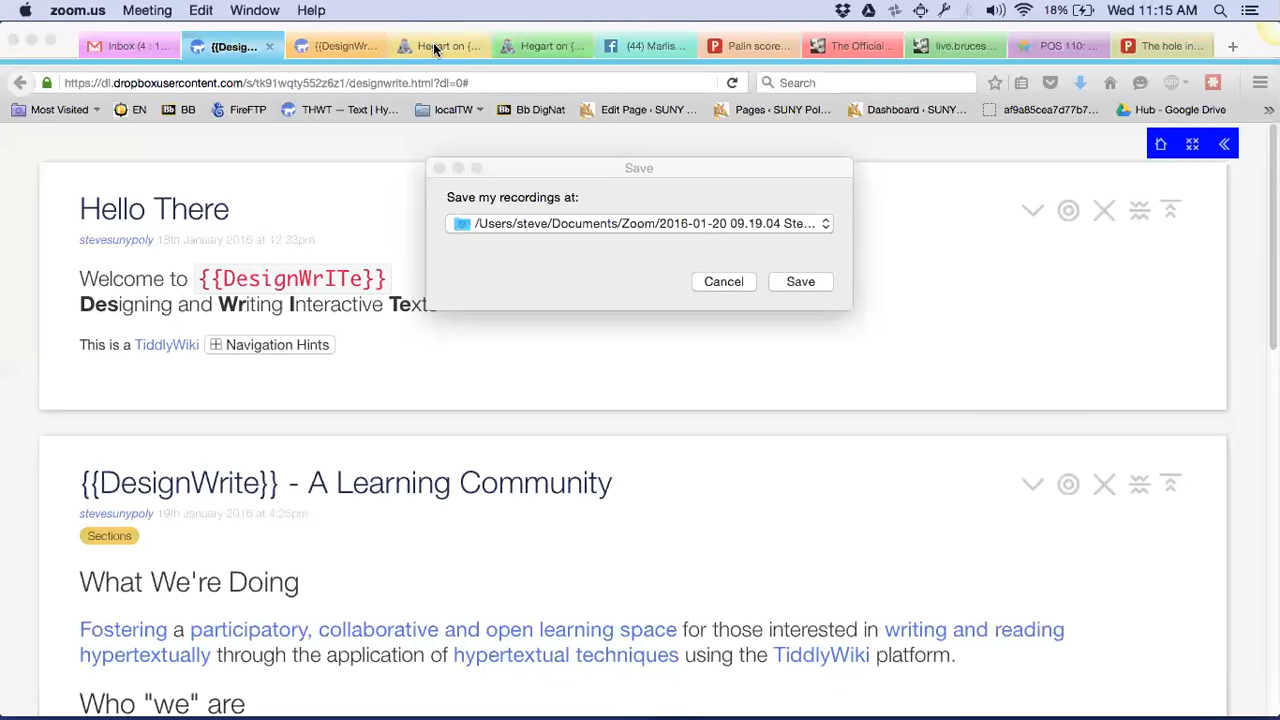 zoom.us Meeting Edit Window Help 18% Wed 11:15 AM
Inbox (4 : 1... {{Desig... {{DesignWr... Hegart on {... Hegart on {... (44) Marlis... Palin score... The Official... live.bruces... POS 110: ... The hole in...
https://dl.dropboxusercontent.com/s/tk91wqty552z6z1/designwrite.html?dl=0# Search
Most Visited EN BB FireFTP THWT — Text | Hy... localTW Bb DigNat Edit Page ‹ SUNY ... Pages ‹ SUNY Pol... Dashboard ‹ SUNY... af9a85cea7d77b7... Hub - Google Drive
Save
Save my recordings at:
/Users/steve/Documents/Zoom/2016-01-20 09.19.04 Ste...
Cancel Save
Hello There
stevesunypoly 18th January 2016 at 12:33pm
Welcome to {{DesignWrITe}}
Designing and Writing Interactive Texts
This is a TiddlyWiki Navigation Hints
{{DesignWrite}} - A Learning Community
stevesunypoly 19th January 2016 at 4:25pm
Sections
What We're Doing
Fostering a participatory, collaborative and open learning space for those interested in writing and reading
hypertextually through the application of hypertextual techniques using the TiddlyWiki platform.
Who "we" are